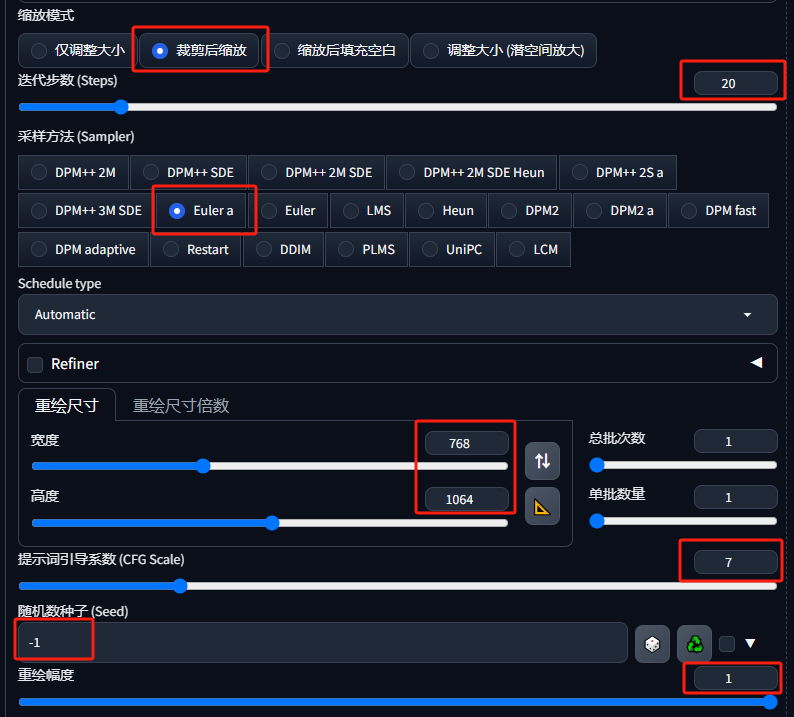 缩放模式
仅调整大小 裁剪后缩放 缩放后填充空白 调整大小 (潜空间放大)
迭代步数 (Steps) 20
采样方法 (Sampler)
DPM++ 2M DPM++ SDE DPM++ 2M SDE DPM++ 2M SDE Heun DPM++ 2S a
DPM++ 3M SDE Euler a Euler LMS Heun DPM2 DPM2 a DPM fast
DPM adaptive Restart DDIM PLMS UniPC LCM
Schedule type
Automatic
Refiner
重绘尺寸 重绘尺寸倍数
宽度 768 总批次数 1
高度 1064 单批数量 1
提示词引导系数 (CFG Scale) 7
随机数种子 (Seed)
-1
重绘幅度 1